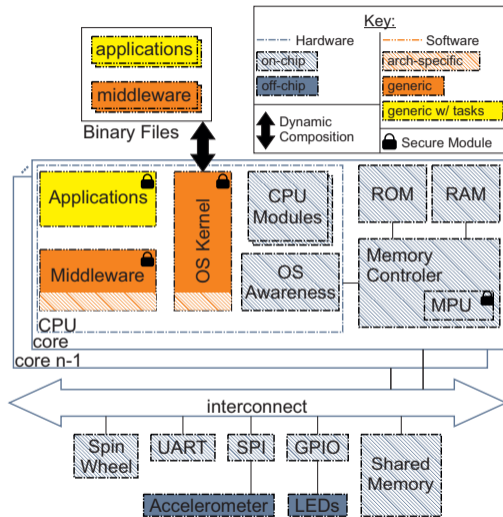 applications
middleware
Binary Files
Key:
Hardware
Software
on-chip
arch-specific
off-chip
generic
generic w/ tasks
Dynamic
Composition
Secure Module
Applications
Middleware
OS Kernel
CPU
Modules
OS
Awareness
ROM
RAM
Memory
Controler
MPU
CPU
core
core n-1
interconnect
Spin
Wheel
UART
SPI
GPIO
Shared
Memory
Accelerometer
LEDs